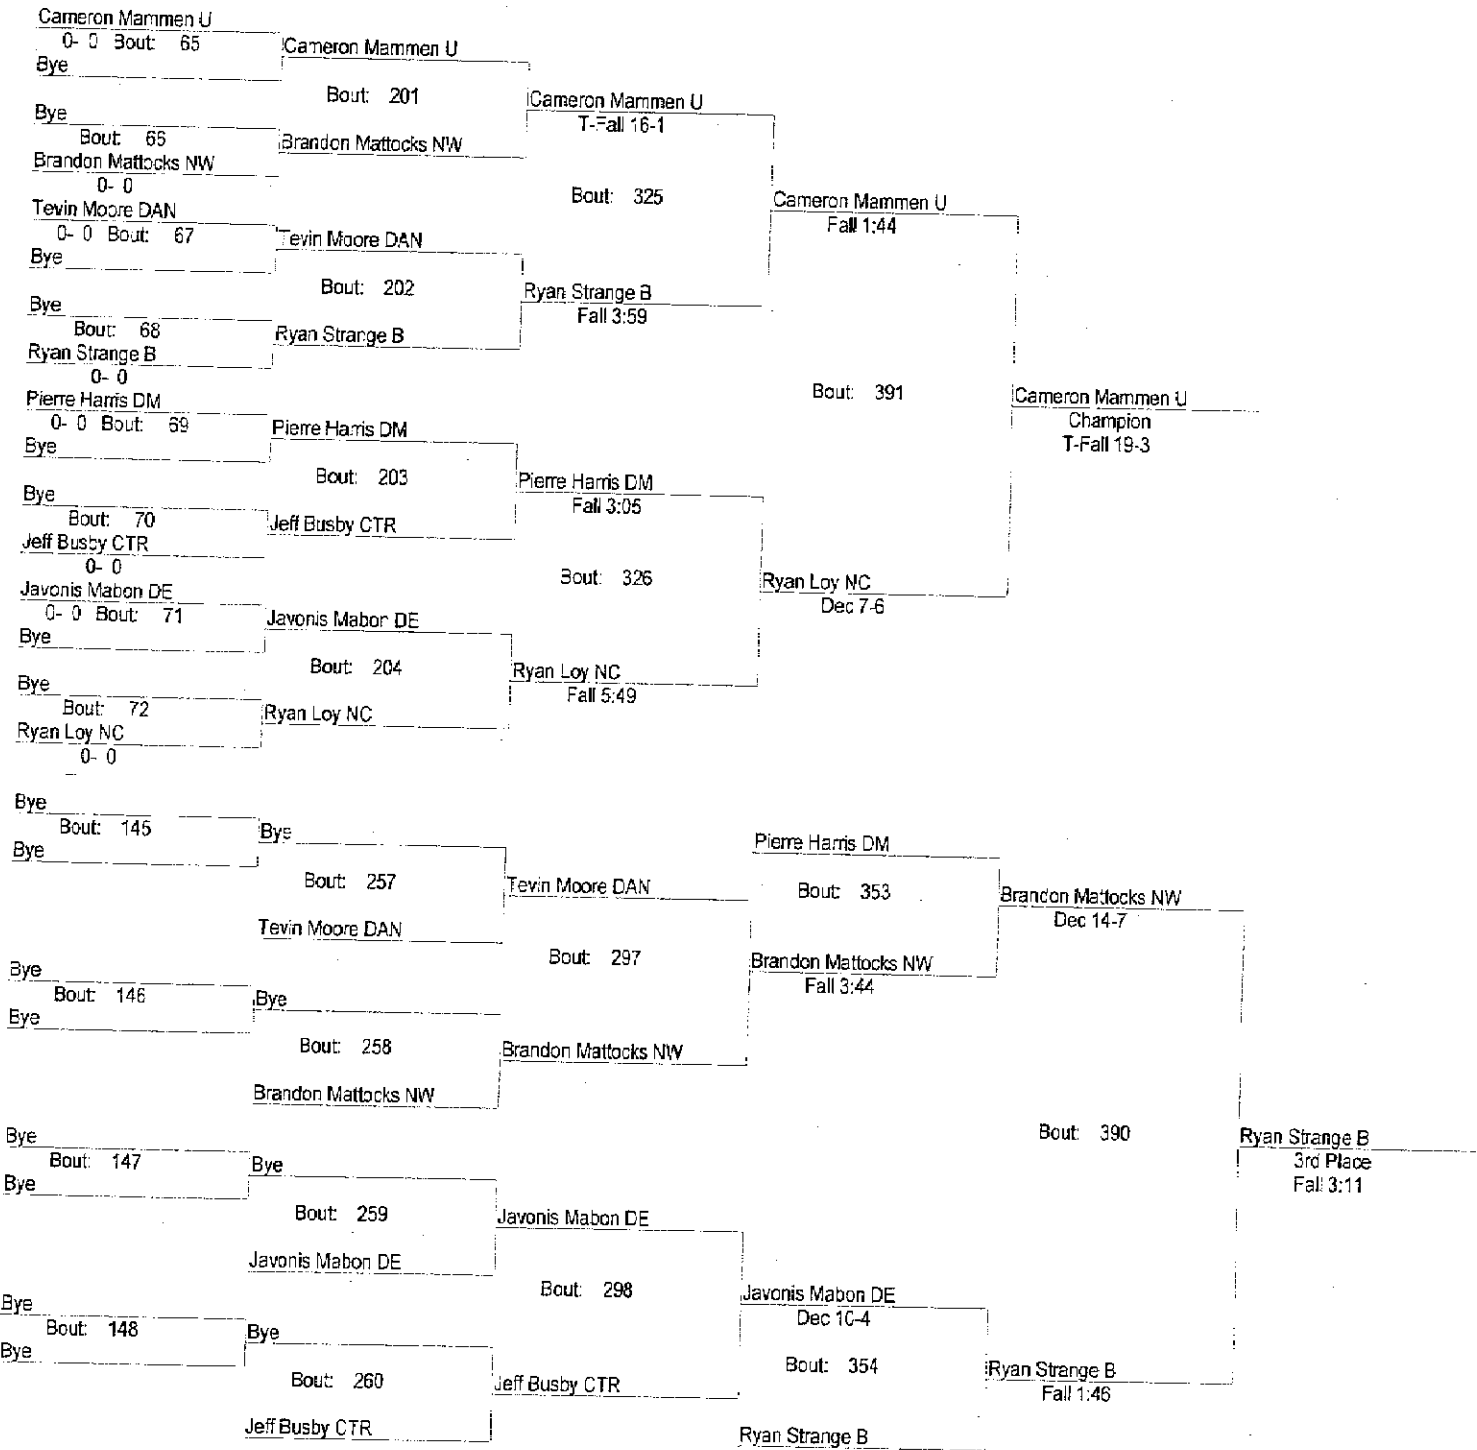 Cameron Mammen U
0- 0 Bout: 65
Bye
Cameron Mammen U
Bout: 201
Bye
Bout: 66
Brandon Mattocks NW
0- 0
Brandon Mattocks NW
Cameron Mammen U
T-Fall 16-1
Bout: 325
Tevin Moore DAN
0- 0 Bout: 67
Bye
Tevin Moore DAN
Bout: 202
Bye
Bout: 68
Ryan Strange B
0- 0
Ryan Strange B
Ryan Strange B
Fall 3:59
Cameron Mammen U
Fall 1:44
Bout: 391
Pierre Harris DM
0- 0 Bout: 69
Bye
Pierre Harris DM
Bout: 203
Bye
Bout: 70
Jeff Busby CTR
0- 0
Jeff Busby CTR
Pierre Harris DM
Fall 3:05
Bout: 326
Javonis Mabon DE
0- 0 Bout: 71
Bye
Javonis Mabon DE
Bout: 204
Bye
Bout: 72
Ryan Loy NC
0- 0
Ryan Loy NC
Ryan Loy NC
Fall 5:49
Ryan Loy NC
Dec 7-6
Cameron Mammen U
Champion
T-Fall 19-3
Bye
Bout: 145
Bye
Bye
Bout: 257
Tevin Moore DAN
Tevin Moore DAN
Bout: 297
Bye
Bout: 146
Bye
Bye
Bout: 258
Brandon Mattocks NW
Brandon Mattocks NW
Pierre Harris DM
Bout: 353
Brandon Mattocks NW
Fall 3:44
Brandon Mattocks NW
Dec 14-7
Bout: 390
Bye
Bout: 147
Bye
Bye
Bout: 259
Javonis Mabon DE
Javonis Mabon DE
Bout: 298
Bye
Bout: 148
Bye
Bye
Bout: 260
Jeff Busby CTR
Jeff Busby CTR
Javonis Mabon DE
Dec 10-4
Bout: 354
Ryan Strange B
Ryan Strange B
Fall 1:46
Ryan Strange B
3rd Place
Fall 3:11